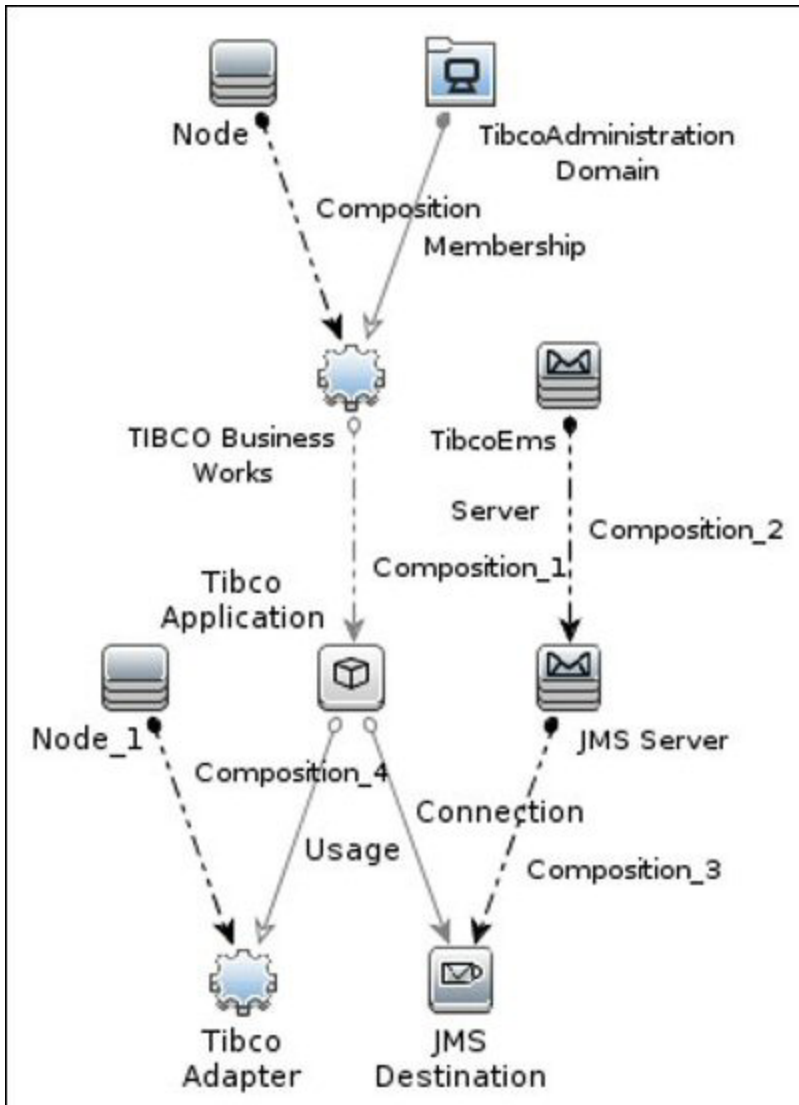 Node
TibcoAdministration
Domain
Composition
Membership
TIBCO Business
Works
TibcoEms
Server
Composition_2
Composition_1
Tibco
Application
Node_1
JMS Server
Composition_4
Connection
Usage
Composition_3
Tibco
Adapter
JMS
Destination